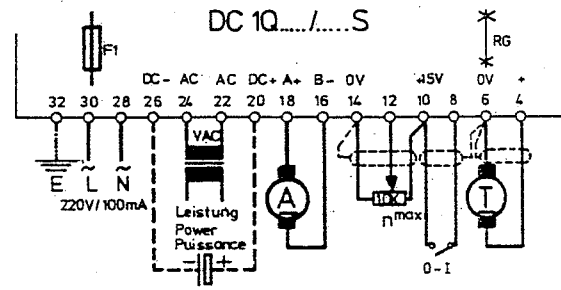 DC 1Q...../.....S
F1
RG
DC- AC AC DC+ A+ B- 0V +15V 0V +
32 30 28 26 24 22 20 18 16 14 12 10 8 6 4
VAC
E L N
~ ~
220V/100mA
A
10K
T
n max
Leistung
Power
Puissance
- +
0-I